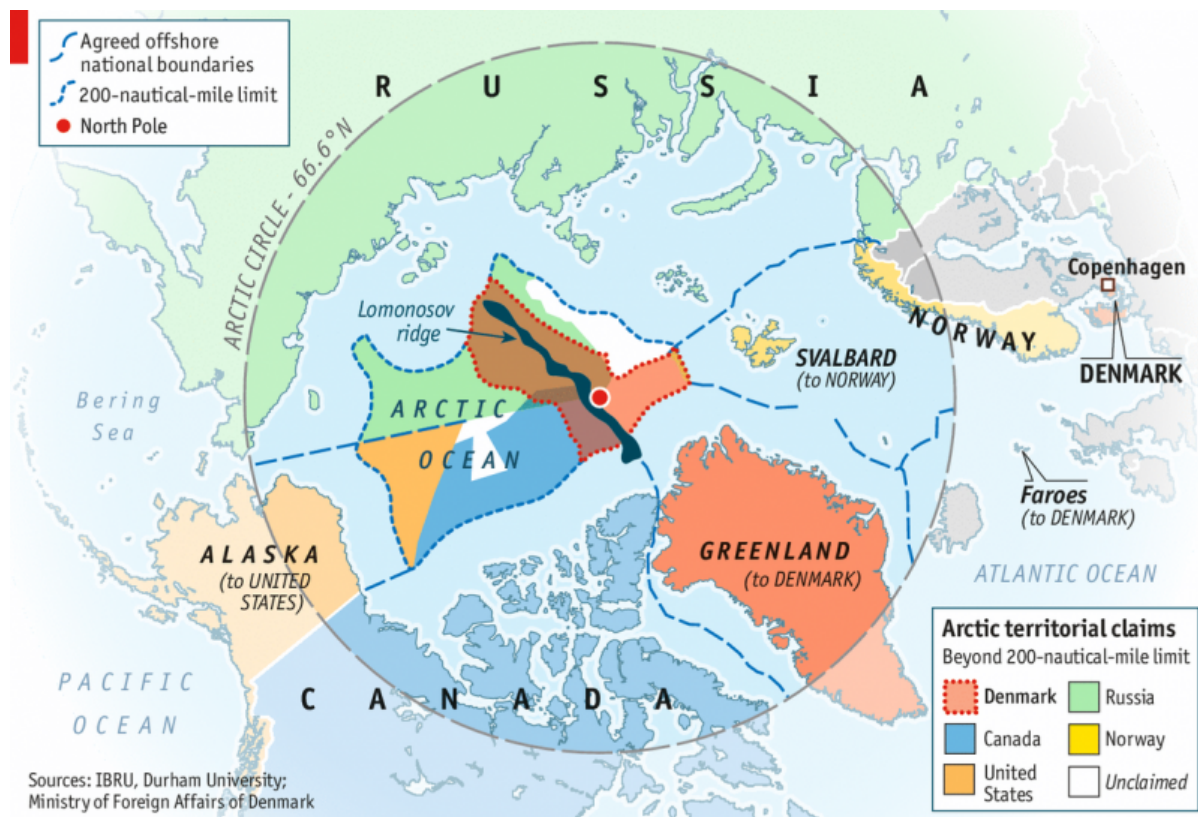 Agreed offshore
national boundaries
200-nautical-mile limit
North Pole
RUSSIA
ARCTIC CIRCLE - 66.6°N
Copenhagen
Lomonosov
ridge
NORWAY
SVALBARD
(to NORWAY)
DENMARK
Bering
Sea
ARCTIC
OCEAN
Faroes
(to DENMARK)
ALASKA
(to UNITED
STATES)
GREENLAND
(to DENMARK)
ATLANTIC OCEAN
PACIFIC
OCEAN
CANADA
Arctic territorial claims
Beyond 200-nautical-mile limit
Denmark
Russia
Canada
Norway
United
States
Unclaimed
Sources: IBRU, Durham University;
Ministry of Foreign Affairs of Denmark